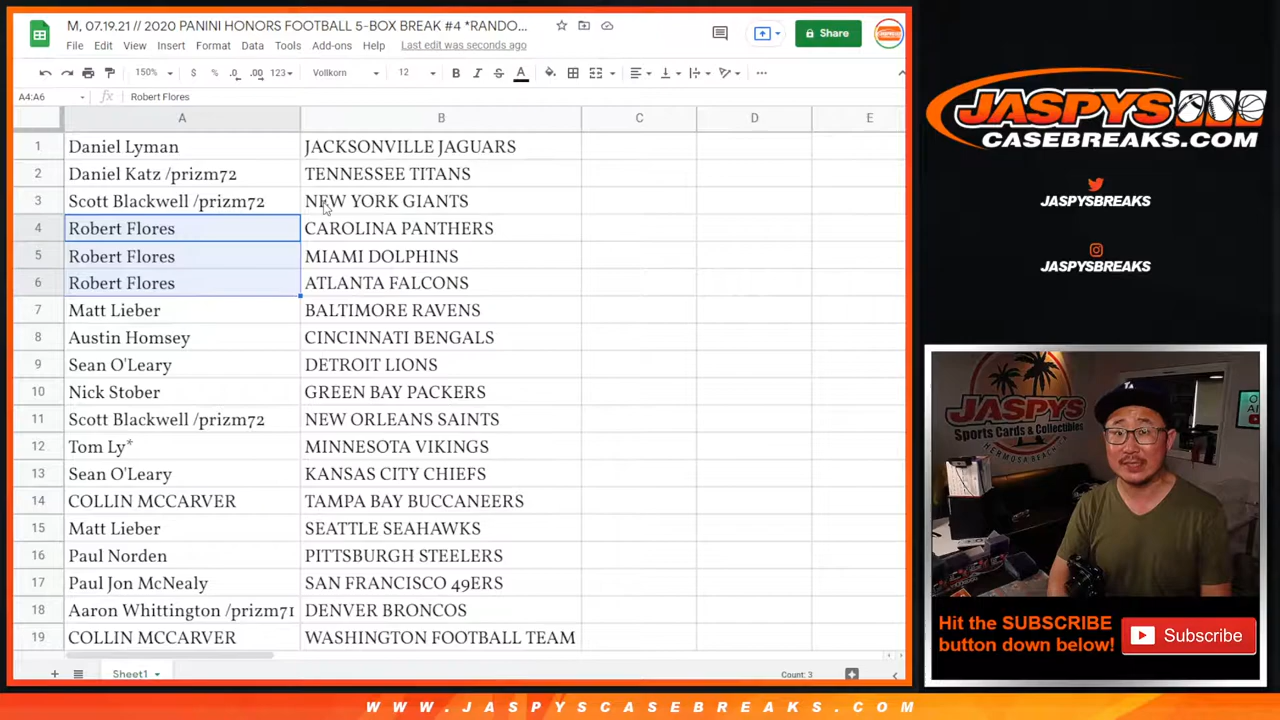 M, 07.19.21 // 2020 PANINI HONORS FOOTBALL 5-BOX BREAK #4 *RANDO...
File Edit View Insert Format Data Tools Add-ons Help Last edit was seconds ago
Share
150% $ % .0 .00 123 Vollkorn 12 B I S A
A4:A6 fx Robert Flores
A B C D E
1 Daniel Lyman JACKSONVILLE JAGUARS
2 Daniel Katz /prizm72 TENNESSEE TITANS
3 Scott Blackwell /prizm72 NEW YORK GIANTS
4 Robert Flores CAROLINA PANTHERS
5 Robert Flores MIAMI DOLPHINS
6 Robert Flores ATLANTA FALCONS
7 Matt Lieber BALTIMORE RAVENS
8 Austin Homsey CINCINNATI BENGALS
9 Sean O'Leary DETROIT LIONS
10 Nick Stober GREEN BAY PACKERS
11 Scott Blackwell /prizm72 NEW ORLEANS SAINTS
12 Tom Ly* MINNESOTA VIKINGS
13 Sean O'Leary KANSAS CITY CHIEFS
14 COLLIN MCCARVER TAMPA BAY BUCCANEERS
15 Matt Lieber SEATTLE SEAHAWKS
16 Paul Norden PITTSBURGH STEELERS
17 Paul Jon McNealy SAN FRANCISCO 49ERS
18 Aaron Whittington /prizm71 DENVER BRONCOS
19 COLLIN MCCARVER WASHINGTON FOOTBALL TEAM
Sheet1
Count: 3
JASPYS
CASEBREAKS.COM
JASPYSBREAKS
JASPYSBREAKS
JASPYS
Sports Cards & Collectibles
HERMOSA BEACH
Hit the SUBSCRIBE
button down below!
Subscribe
WWW.JASPYSCASEBREAKS.COM